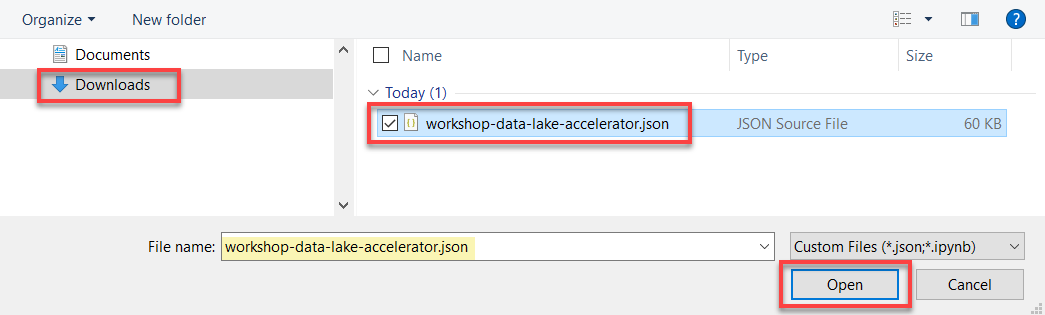 Organize New folder ?
Documents
Downloads
Name Type Size
Today (1)
workshop-data-lake-accelerator.json JSON Source File 60 KB
File name: workshop-data-lake-accelerator.json Custom Files (*.json;*.ipynb)
Open Cancel